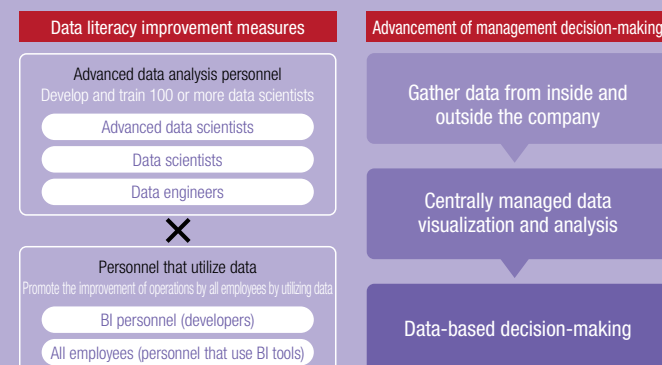 Data literacy improvement measures
Advanced data analysis personnel
Develop and train 100 or more data scientists
Advanced data scientists
Data scientists
Data engineers
Personnel that utilize data
Promote the improvement of operations by all employees by utilizing data
BI personnel (developers)
All employees (personnel that use BI tools)
Advancement of management decision-making
Gather data from inside and
outside the company
Centrally managed data
visualization and analysis
Data-based decision-making